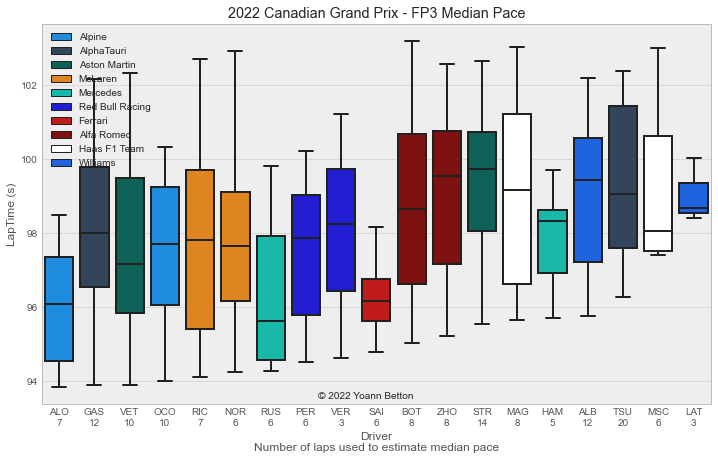 2022 Canadian Grand Prix - FP3 Median Pace
Alpine
AlphaTauri
Aston Martin
McLaren
Mercedes
Red Bull Racing
Ferrari
Alfa Romeo
Haas F1 Team
Williams
LapTime (s)
102
100
98
96
94
© 2022 Yoann Betton
ALO GAS VET OCO RIC NOR RUS PER VER SAI BOT ZHO STR MAG HAM ALB TSU MSC LAT
7 12 10 10 7 6 6 6 3 6 8 8 14 8 5 12 20 6 3
Driver
Number of laps used to estimate median pace